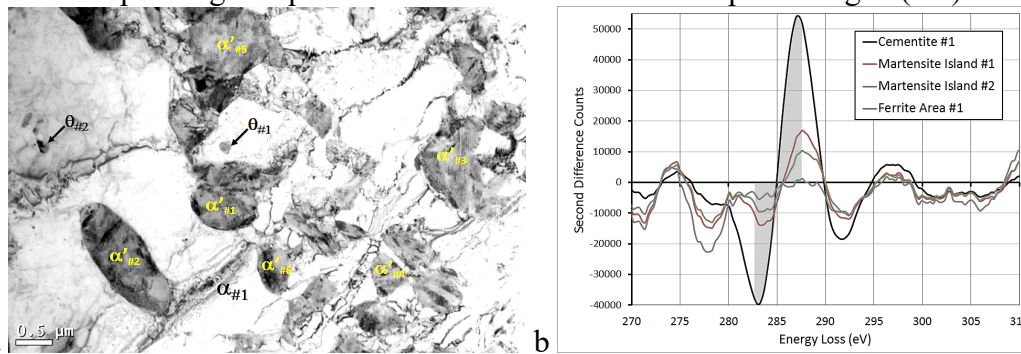 α'#5
θ#2
θ#1
α'#3
α'#1
α'#2
α'#6
α'#4
α#1
0.5 μm
b
50000
40000
30000
20000
10000
0
-10000
-20000
-30000
-40000
Second Difference Counts
270 275 280 285 290 295 300 305 310
Energy Loss (eV)
Cementite #1
Martensite Island #1
Martensite Island #2
Ferrite Area #1